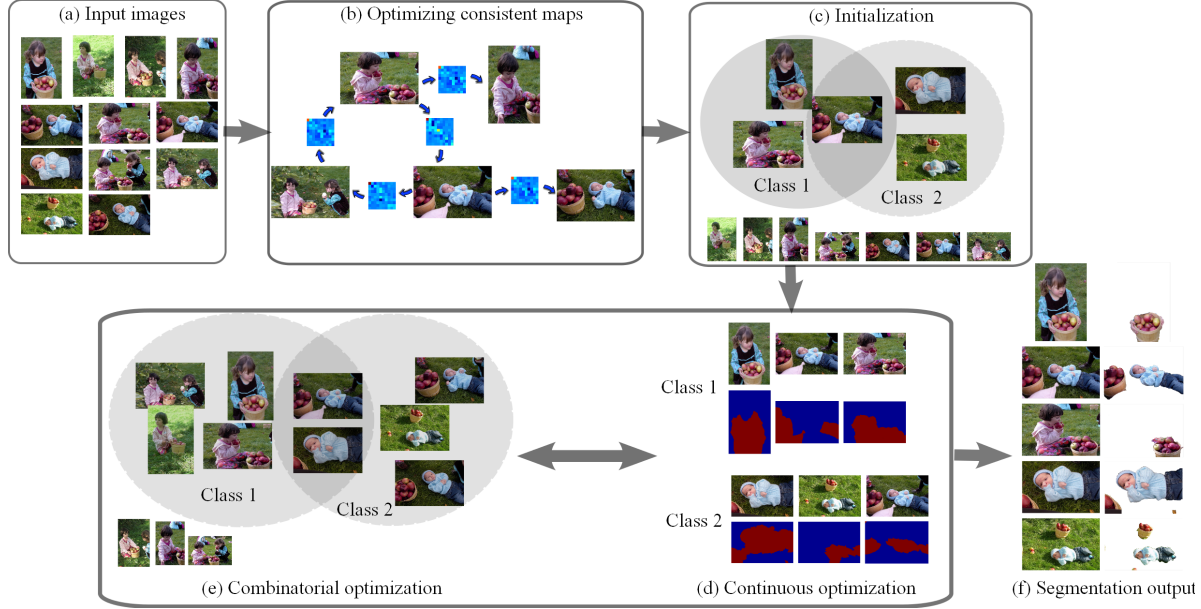 (a) Input images
(b) Optimizing consistent maps
(c) Initialization
Class 1
Class 2
Class 1
Class 2
Class 1
Class 2
(e) Combinatorial optimization
(d) Continuous optimization
(f) Segmentation output